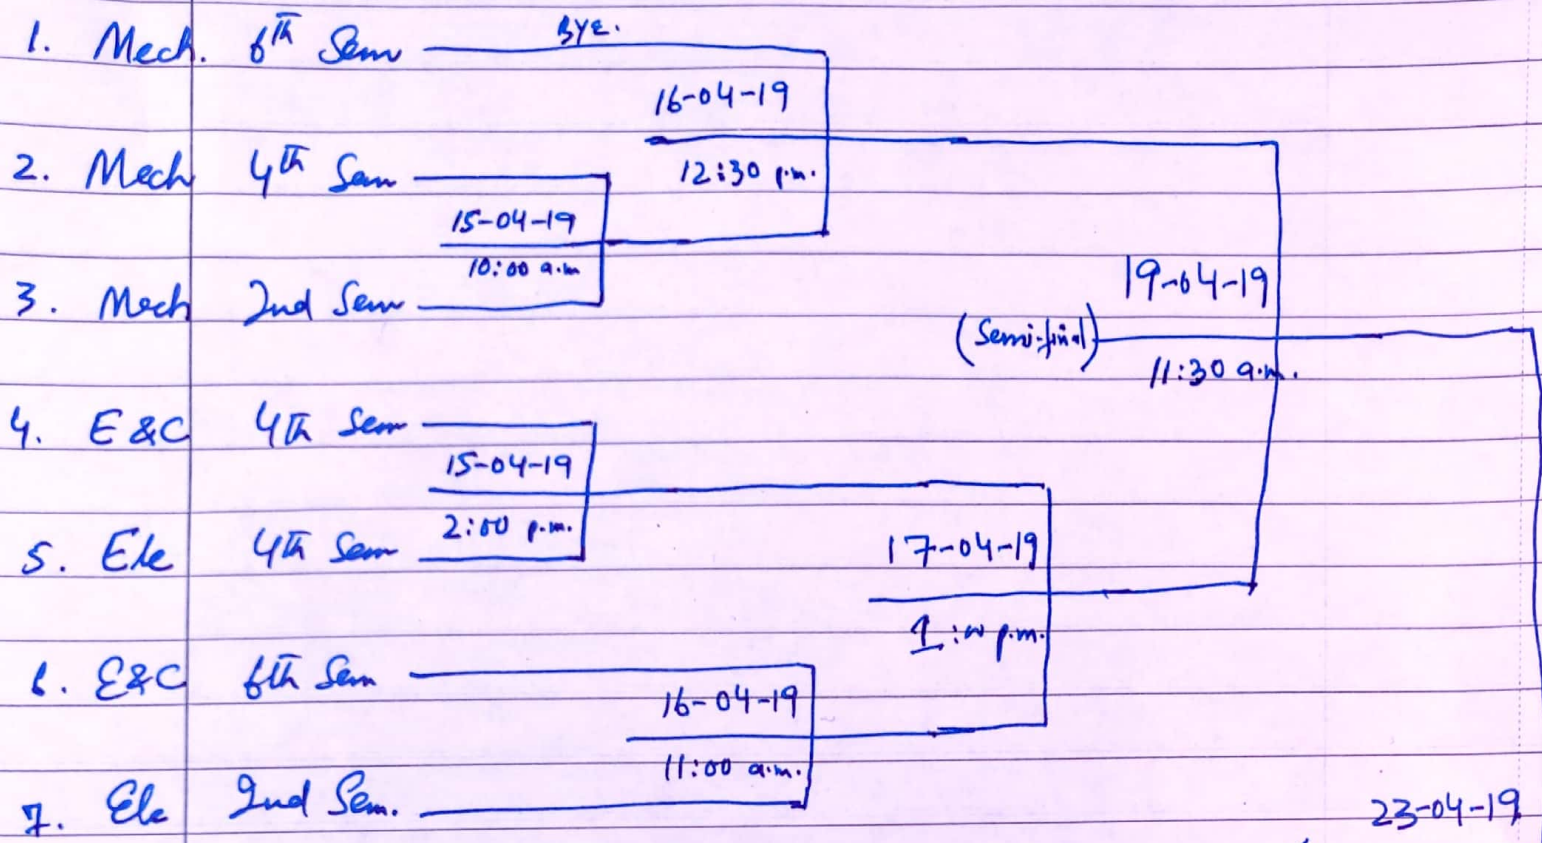 Bye.
1. Mech. 6th Sem
16-04-19
12:30 p.m.
2. Mech 4th Sem
15-04-19
10:00 a.m
3. Mech 2nd Sem
19-04-19
(Semi-final)
11:30 a.m.
4. E&C 4th Sem
15-04-19
2:00 p.m.
5. Ele 4th Sem
17-04-19
1:00 p.m.
6. E&C 6th Sem
16-04-19
11:00 a.m.
7. Ele 2nd Sem.
23-04-19